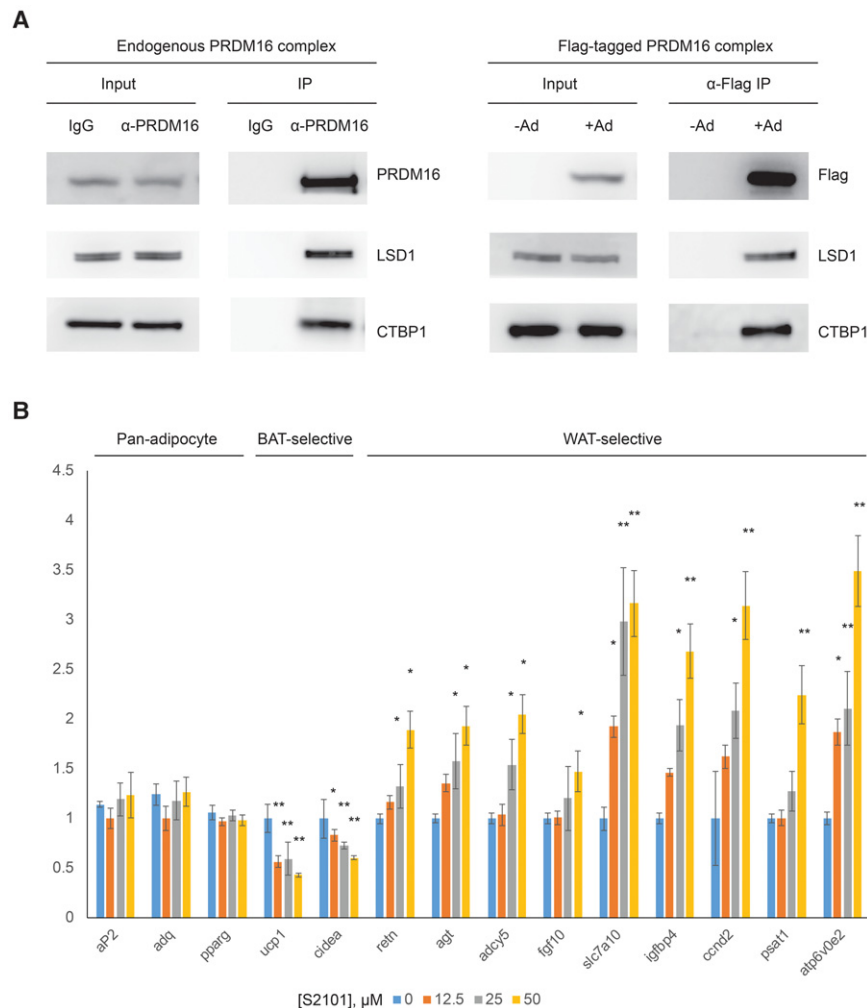 A
Endogenous PRDM16 complex
Flag-tagged PRDM16 complex
Input
IP
Input
α-Flag IP
IgG
α-PRDM16
IgG
α-PRDM16
-Ad
+Ad
-Ad
+Ad
PRDM16
Flag
LSD1
LSD1
CTBP1
CTBP1
B
Pan-adipocyte
BAT-selective
WAT-selective
4.5
4
3.5
3
2.5
2
1.5
1
0.5
0
** ** **
* ** **
* *
* *
* *
*
* ** **
* **
* **
**
* ** **
aP2
adq
pparg
ucp1
cidea
retn
agt
adcy5
fgf10
slc7a10
igfbp4
ccnd2
psat1
atp6v0e2
[S2101], µM 0 12.5 25 50